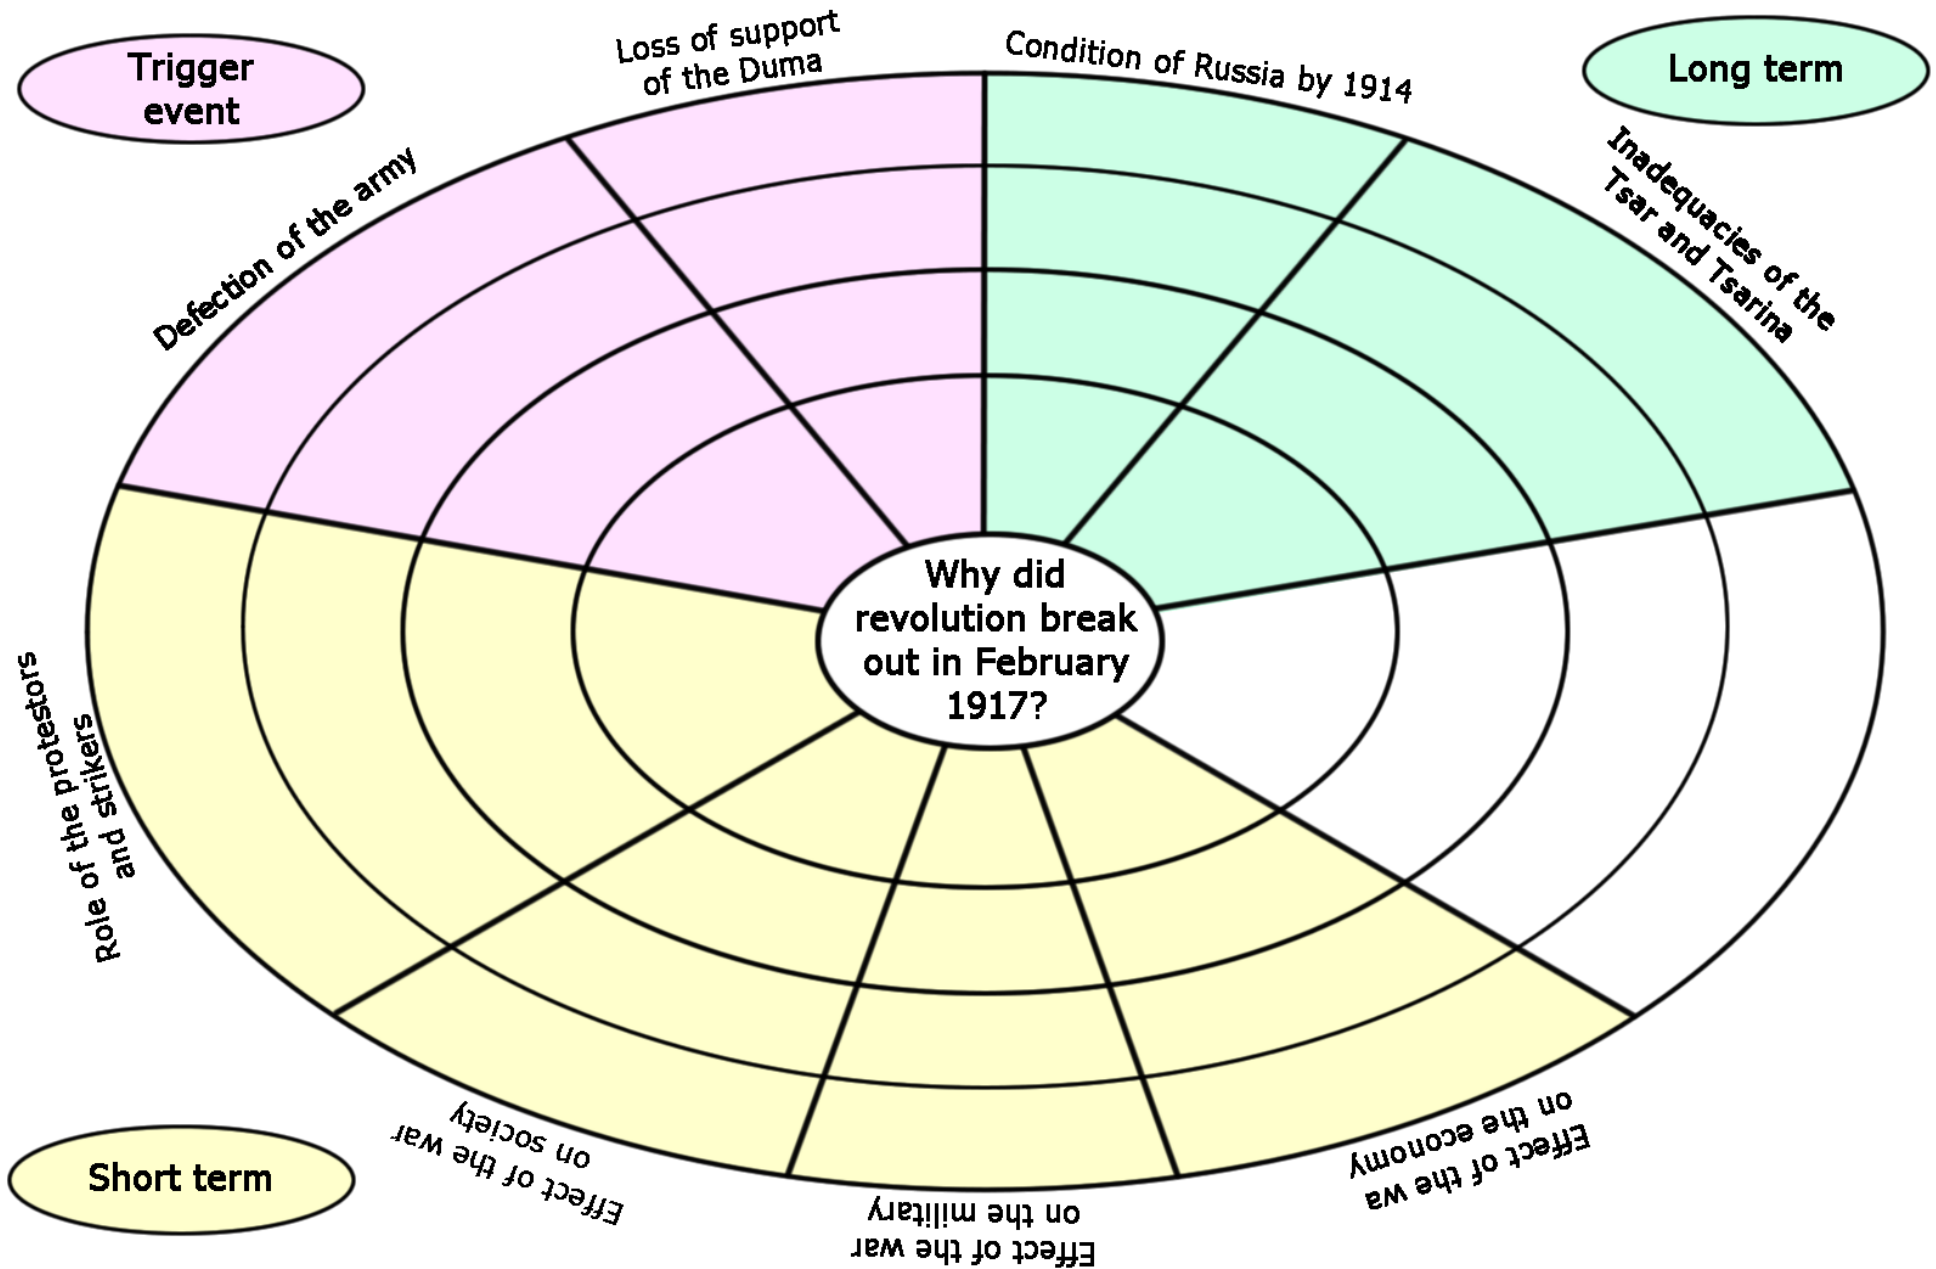 Trigger
event
Loss of support
of the Duma
Condition of Russia by 1914
Long term
Inadequacies of the
Tsar and Tsarina
Defection of the army
Why did
revolution break
out in February
1917?
Role of the protestors
and strikers
Effect of the war
on society
Effect of the war
on the military
Effect of the wa
on the economy
Short term